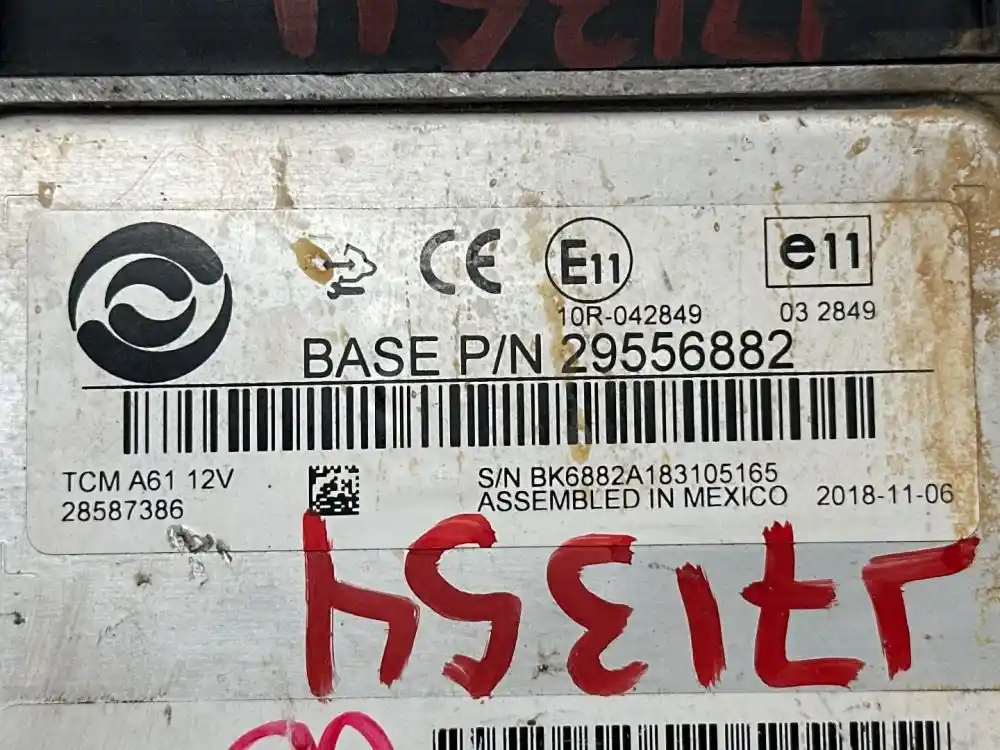 CE
E11
e11
10R-042849
03 2849
BASE P/N 29556882
TCM A61 12V
28587386
S/N BK6882A183105165
ASSEMBLED IN MEXICO
2018-11-06
J71354